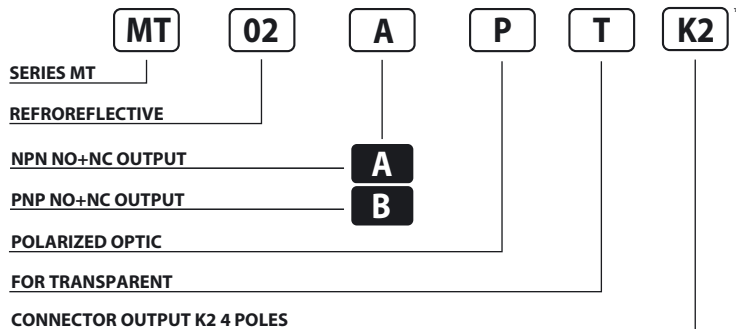 MT 02 A P T K2 *
SERIES MT
REFROREFLECTIVE
NPN NO+NC OUTPUT A
PNP NO+NC OUTPUT B
POLARIZED OPTIC
FOR TRANSPARENT
CONNECTOR OUTPUT K2 4 POLES